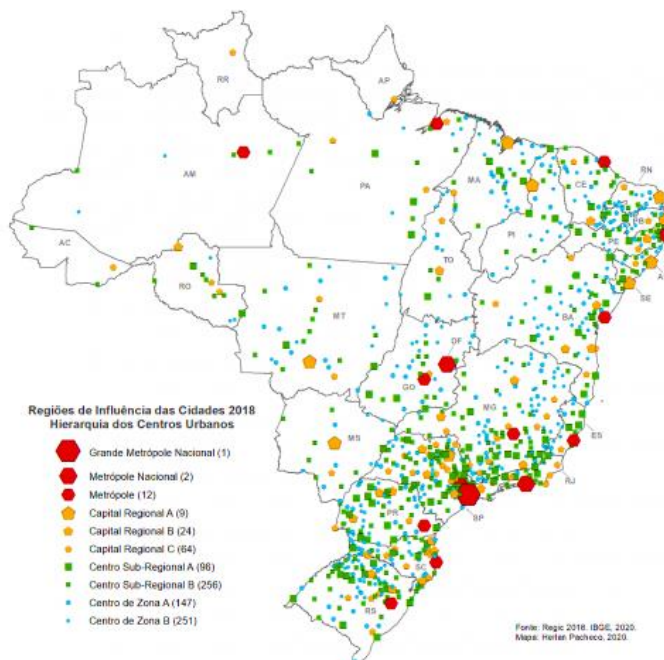 RR
AP
AM
PA
MA
CE
RN
PB
PI
PE
AC
TO
SE
RO
BA
MT
DF
GO
MG
ES
MS
RJ
SP
PR
SC
RS
Regiões de Influência das Cidades 2018
Hierarquia dos Centros Urbanos
Grande Metrópole Nacional (1)
Metrópole Nacional (2)
Metrópole (12)
Capital Regional A (9)
Capital Regional B (24)
Capital Regional C (64)
Centro Sub-Regional A (96)
Centro Sub-Regional B (256)
Centro de Zona A (147)
Centro de Zona B (251)
Fonte: Regic 2018. IBGE, 2020.
Mapa: Herlan Pacheco, 2020.